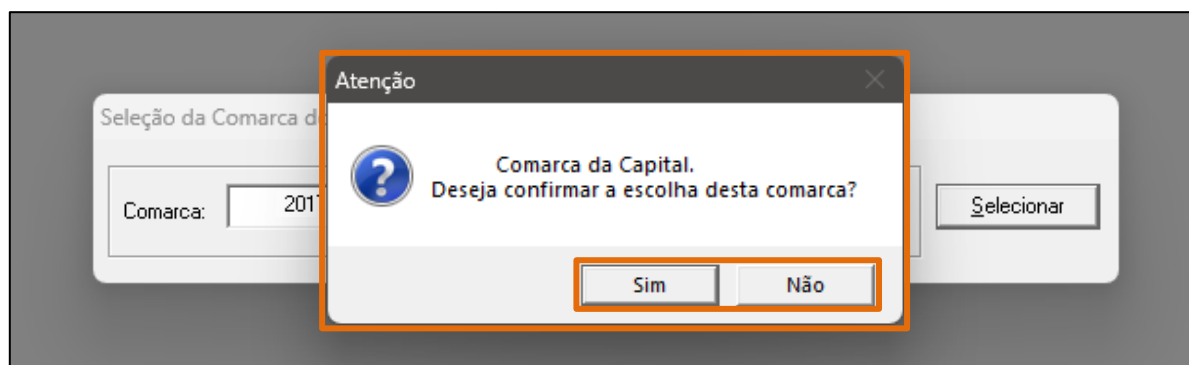 Atenção
Seleção da Comarca
Comarca da Capital.
Deseja confirmar a escolha desta comarca?
Comarca: 201
Selecionar
Sim Não